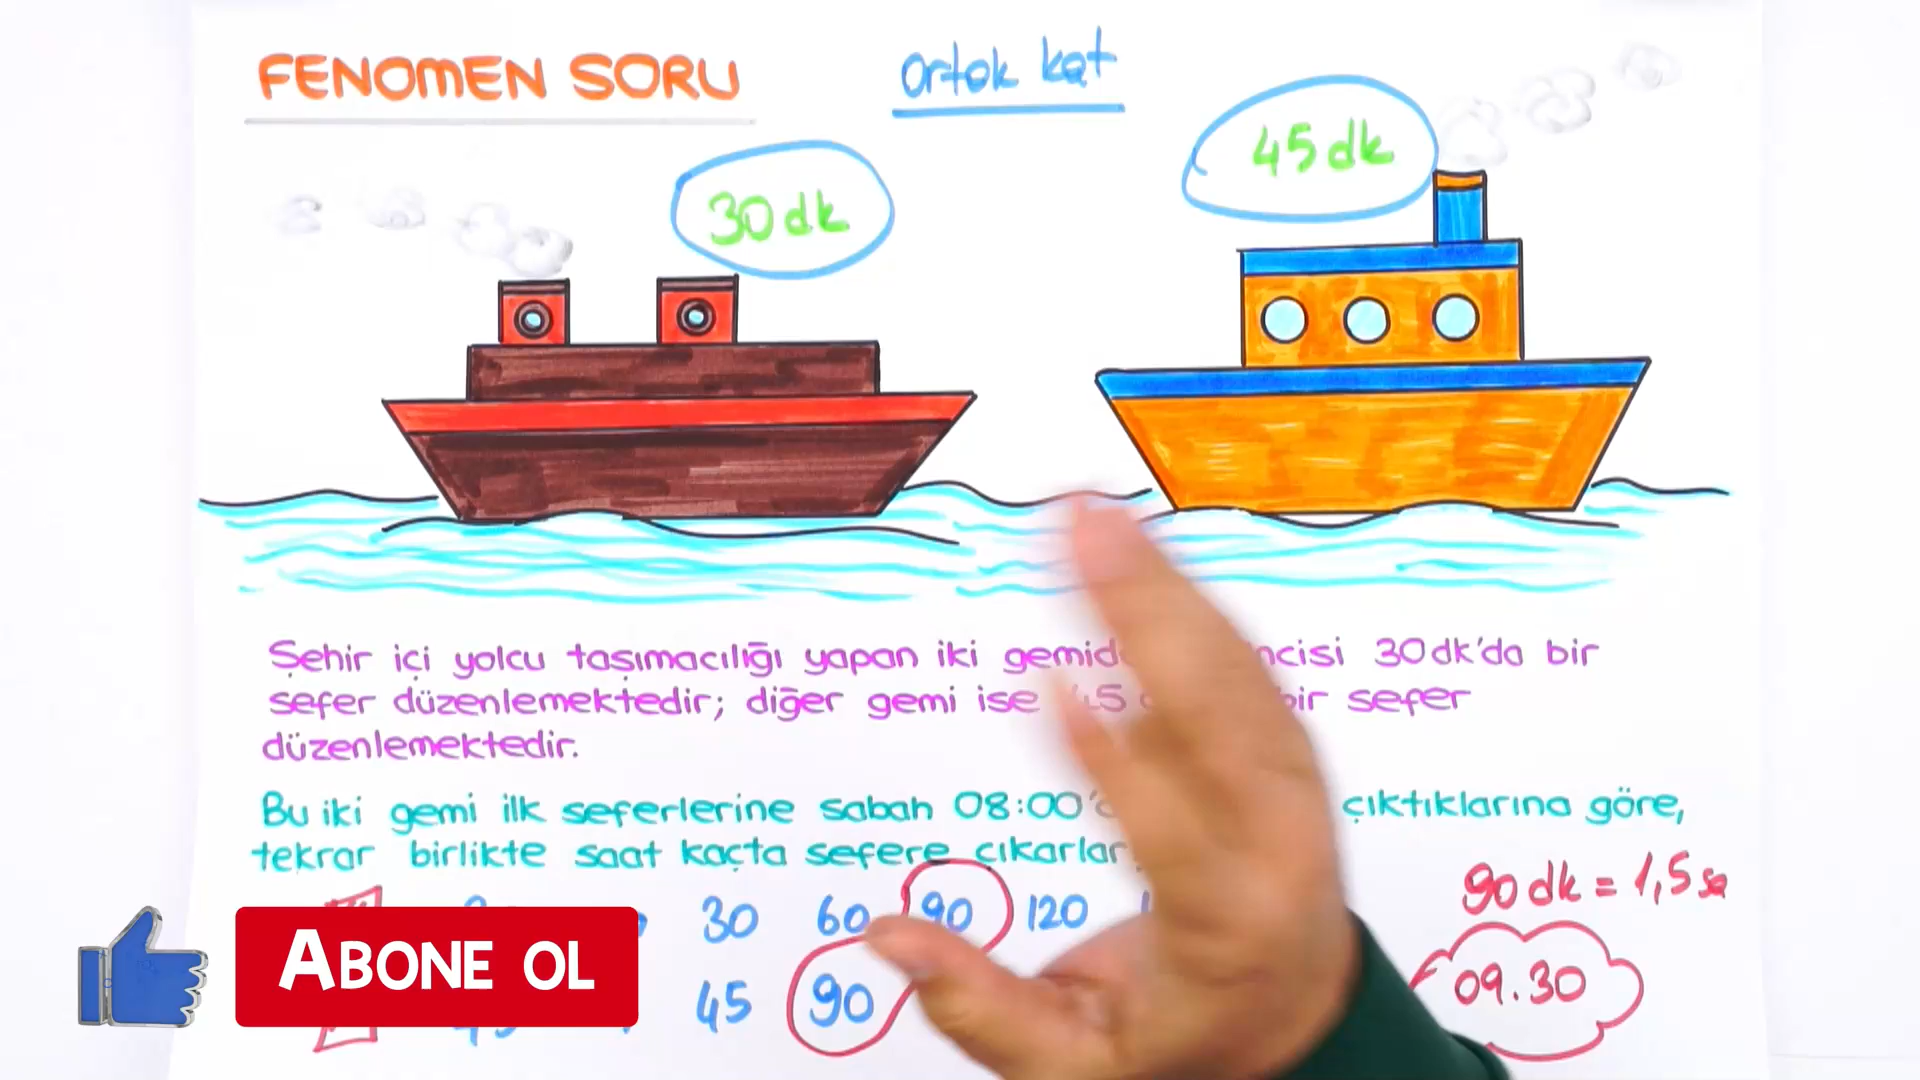 FENOMEN SORU
Ortak kat
30 dk
45 dk
Şehir içi yolcu taşımacılığı yapan iki 30 dk'da bir
sefer düzenlemektedir; diğer gemi ise 45 bir sefer
düzenlemektedir.
Bu iki gemi ilk seferlerine sabah 08:00' çıktıklarına göre,
tekrar birlikte saat kaçta sefere çıkarlar
30 60 90 120
90 dk = 1,5 sa
ABONE OL
45 90
09.30